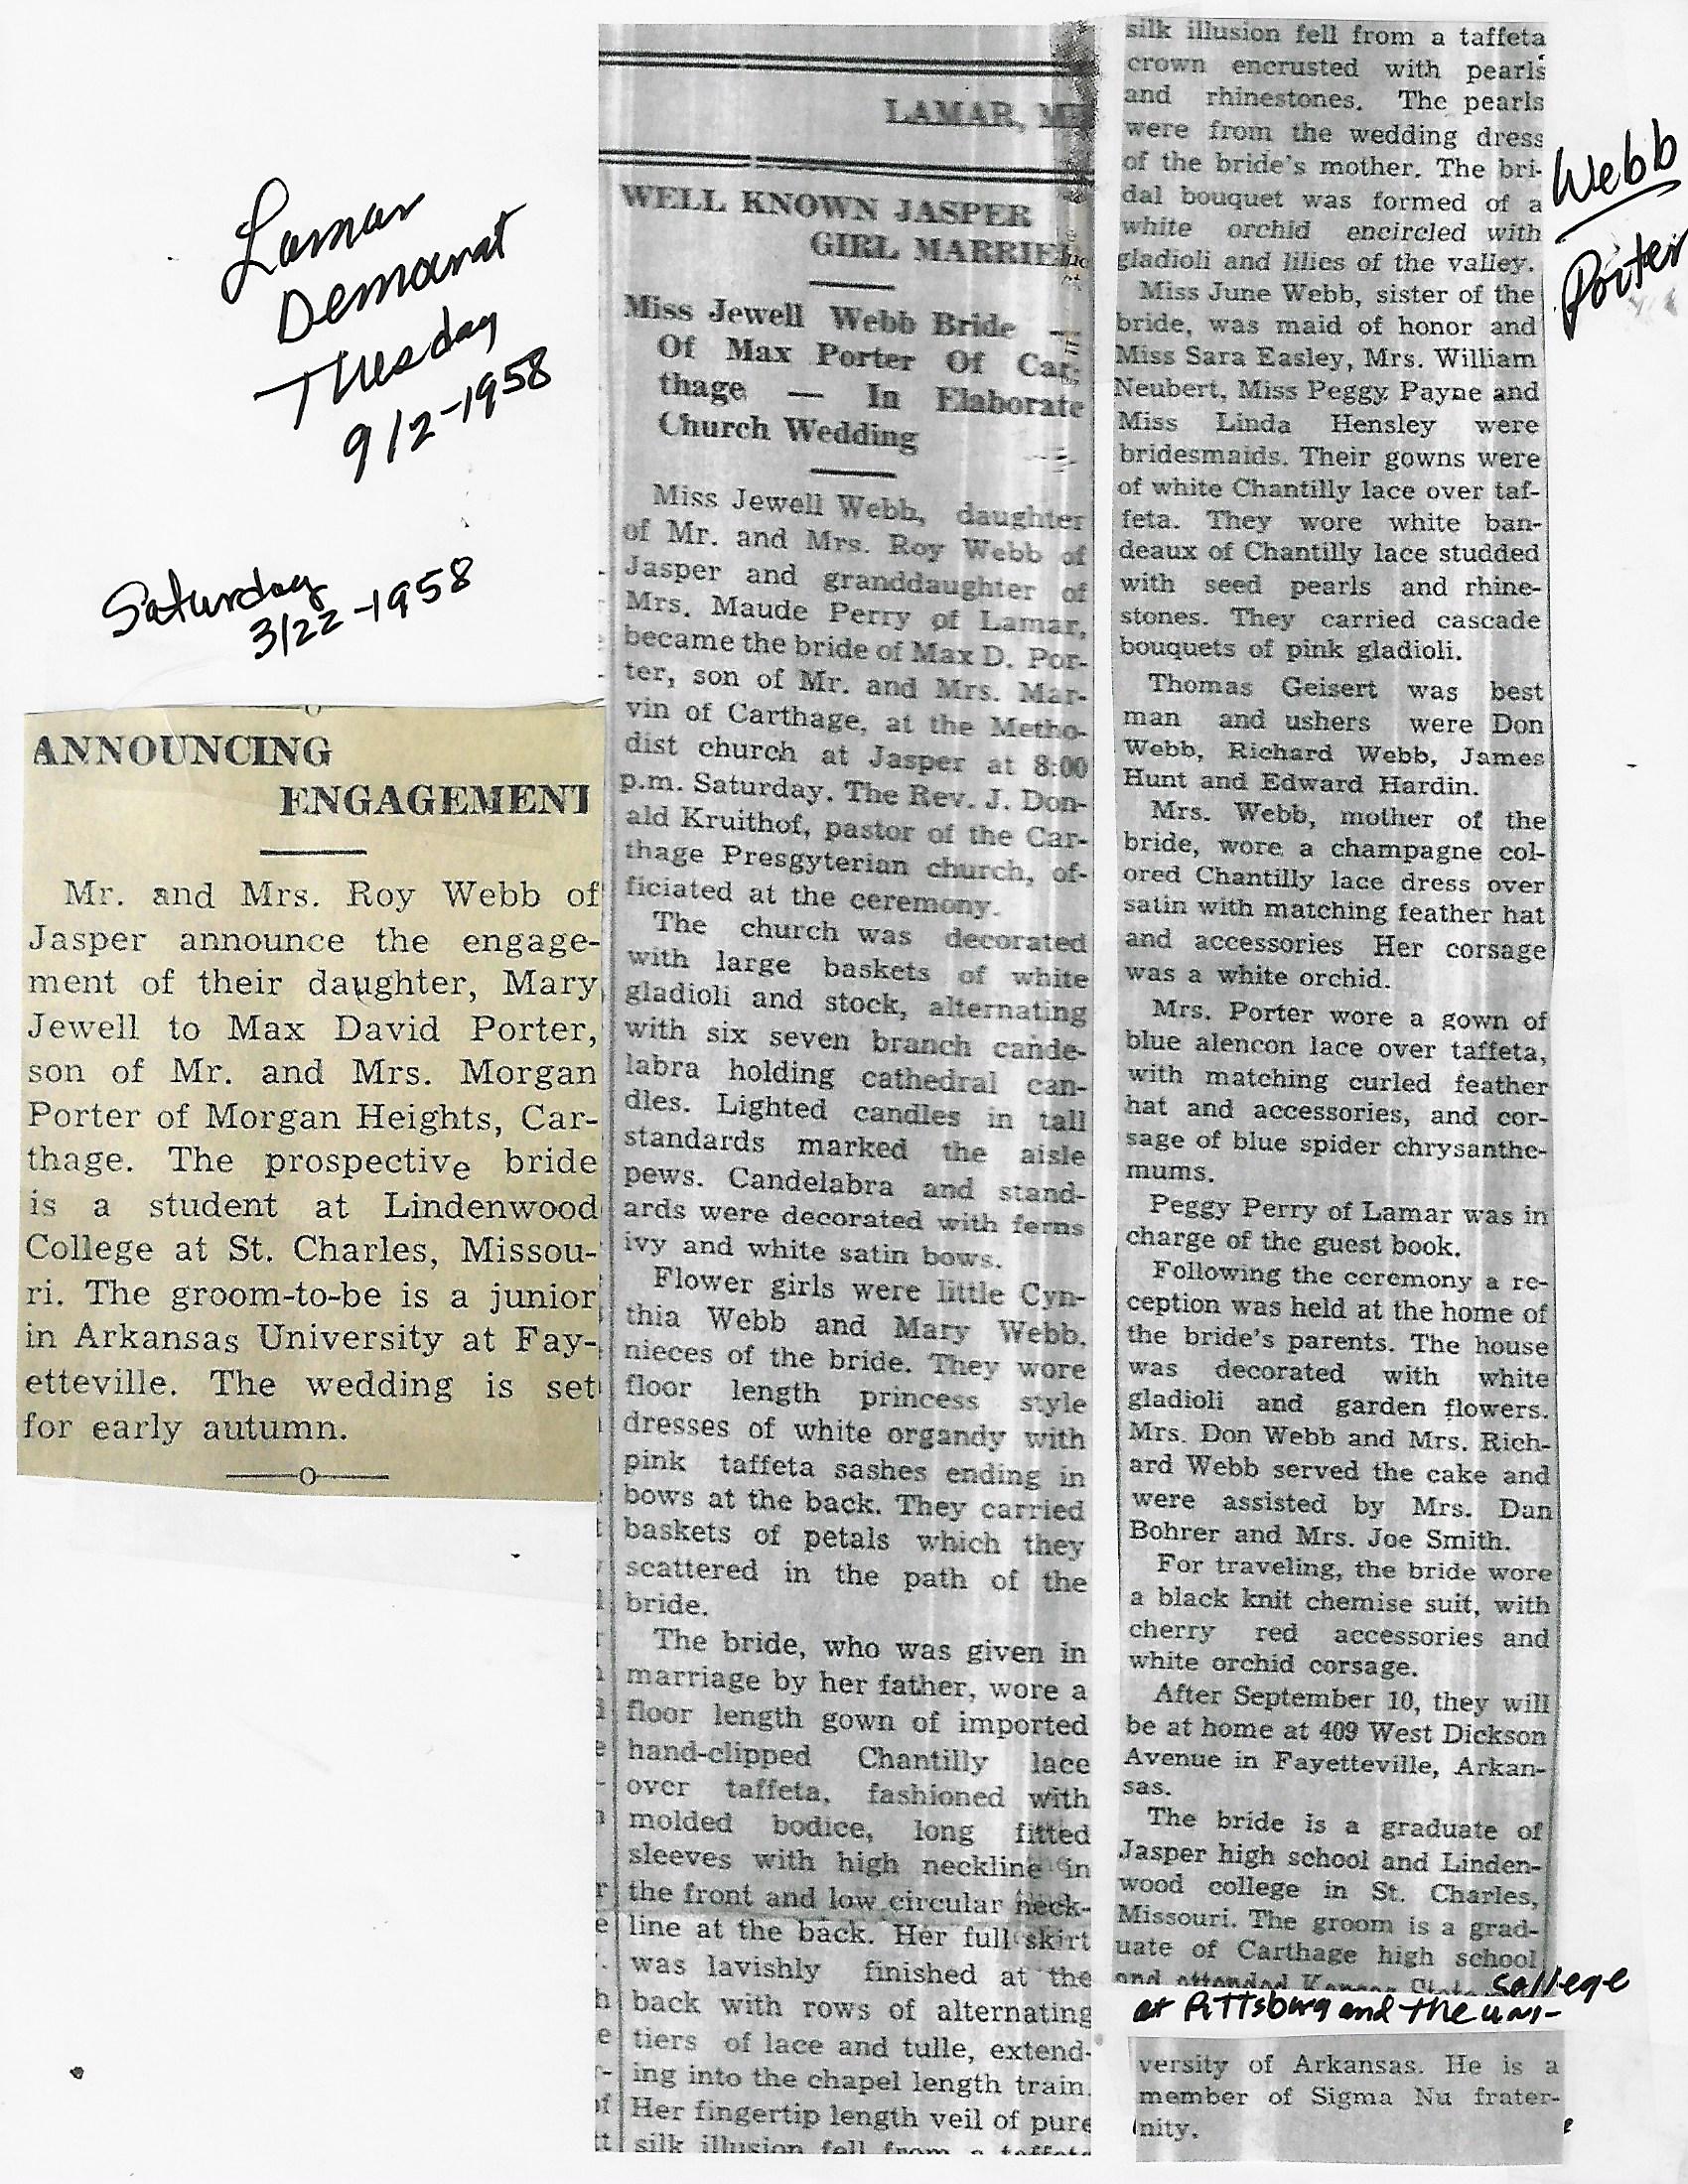 Lamar
Democrat
Tuesday
9/2-1958
Saturday
3/22-1958
ANNOUNCING
ENGAGEMENT
Mr. and Mrs. Roy Webb of
Jasper announce the engage-
ment of their daughter, Mary
Jewell to Max David Porter,
son of Mr. and Mrs. Morgan
Porter of Morgan Heights, Car-
thage. The prospective bride
is a student at Lindenwood
College at St. Charles, Missou-
ri. The groom-to-be is a junior
in Arkansas University at Fay-
etteville. The wedding is set
for early autumn.
LAMAR,
WELL KNOWN JASPER
GIRL MARRIED
Miss Jewell Webb Bride —
Of Max Porter Of Car-
thage — In Elaborate
Church Wedding
Miss Jewell Webb, daughter
of Mr. and Mrs. Roy Webb of
Jasper and granddaughter of
Mrs. Maude Perry of Lamar,
became the bride of Max D. Por-
ter, son of Mr. and Mrs. Mar-
vin of Carthage, at the Metho-
dist church at Jasper at 8:00
p.m. Saturday. The Rev. J. Don-
ald Kruithof, pastor of the Car-
thage Presgyterian church, of-
ficiated at the ceremony.
The church was decorated
with large baskets of white
gladioli and stock, alternating
with six seven branch cande-
labra holding cathedral can-
dles. Lighted candles in tall
standards marked the aisle
pews. Candelabra and stand-
ards were decorated with ferns
ivy and white satin bows.
Flower girls were little Cyn-
thia Webb and Mary Webb,
nieces of the bride. They wore
floor length princess style
dresses of white organdy with
pink taffeta sashes ending in
bows at the back. They carried
baskets of petals which they
scattered in the path of the
bride.
The bride, who was given in
marriage by her father, wore a
floor length gown of imported
hand-clipped Chantilly lace
over taffeta, fashioned with
molded bodice, long fitted
sleeves with high neckline in
the front and low circular neck-
line at the back. Her full skirt
was lavishly finished at the
back with rows of alternating
tiers of lace and tulle, extend-
ing into the chapel length train.
Her fingertip length veil of pure
silk illusion fell from a taffeta
silk illusion fell from a taffeta
crown encrusted with pearls
and rhinestones. The pearls
were from the wedding dress
of the bride's mother. The bri-
dal bouquet was formed of a
white orchid encircled with
gladioli and lilies of the valley.
Miss June Webb, sister of the
bride, was maid of honor and
Miss Sara Easley, Mrs. William
Neubert, Miss Peggy Payne and
Miss Linda Hensley were
bridesmaids. Their gowns were
of white Chantilly lace over taf-
feta. They wore white ban-
deaux of Chantilly lace studded
with seed pearls and rhine-
stones. They carried cascade
bouquets of pink gladioli.
Thomas Geisert was best
man and ushers were Don
Webb, Richard Webb, James
Hunt and Edward Hardin.
Mrs. Webb, mother of the
bride, wore a champagne col-
ored Chantilly lace dress over
satin with matching feather hat
and accessories Her corsage
was a white orchid.
Mrs. Porter wore a gown of
blue alencon lace over taffeta,
with matching curled feather
hat and accessories, and cor-
sage of blue spider chrysanthe-
mums.
Peggy Perry of Lamar was in
charge of the guest book.
Following the ceremony a re-
ception was held at the home of
the bride's parents. The house
was decorated with white
gladioli and garden flowers.
Mrs. Don Webb and Mrs. Rich-
ard Webb served the cake and
were assisted by Mrs. Dan
Bohrer and Mrs. Joe Smith.
For traveling, the bride wore
a black knit chemise suit, with
cherry red accessories and
white orchid corsage.
After September 10, they will
be at home at 409 West Dickson
Avenue in Fayetteville, Arkan-
sas.
The bride is a graduate of
Jasper high school and Linden-
wood college in St. Charles,
Missouri. The groom is a grad-
uate of Carthage high school
and attended Kansas State college
at Pittsburg and the uni-
versity of Arkansas. He is a
member of Sigma Nu frater-
nity.
Webb
Porter